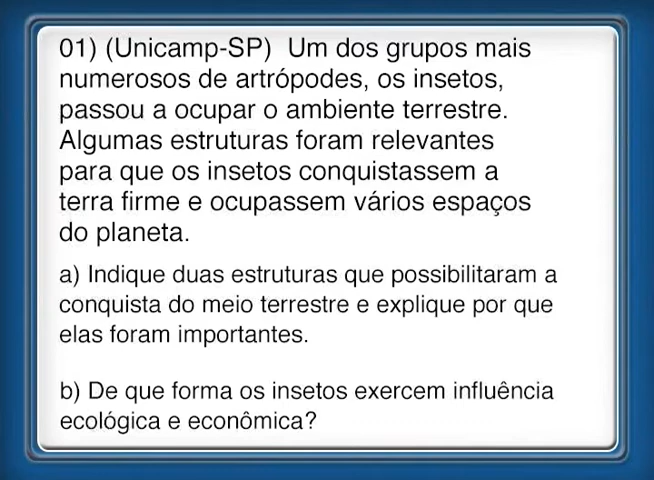 01) (Unicamp-SP)  Um dos grupos mais
numerosos de artrópodes, os insetos,
passou a ocupar o ambiente terrestre.
Algumas estruturas foram relevantes
para que os insetos conquistassem a
terra firme e ocupassem vários espaços
do planeta.
a) Indique duas estruturas que possibilitaram a
conquista do meio terrestre e explique por que
elas foram importantes.
b) De que forma os insetos exercem influência
ecológica e econômica?